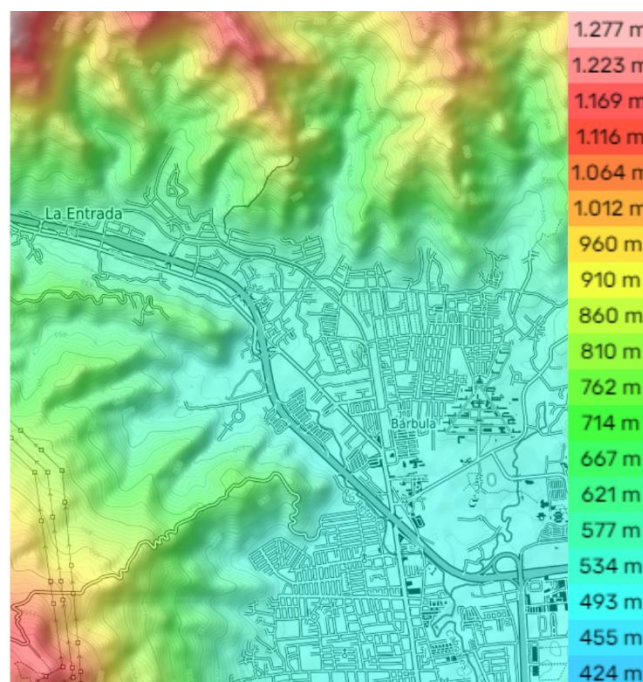 1.277 m
1.223 m
1.169 m
1.116 m
1.064 m
1.012 m
960 m
910 m
860 m
810 m
762 m
714 m
667 m
621 m
577 m
534 m
493 m
455 m
424 m
La Entrada
Bárbula